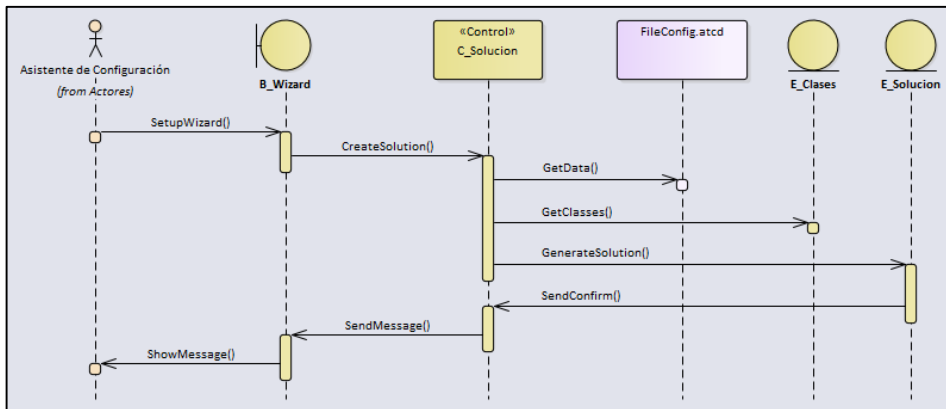 «Control»
C_Solucion
FileConfig.atcd
Asistente de Configuración
(from Actores)
B_Wizard
E_Clases
E_Solucion
SetupWizard()
CreateSolution()
GetData()
GetClasses()
GenerateSolution()
SendConfirm()
SendMessage()
ShowMessage()